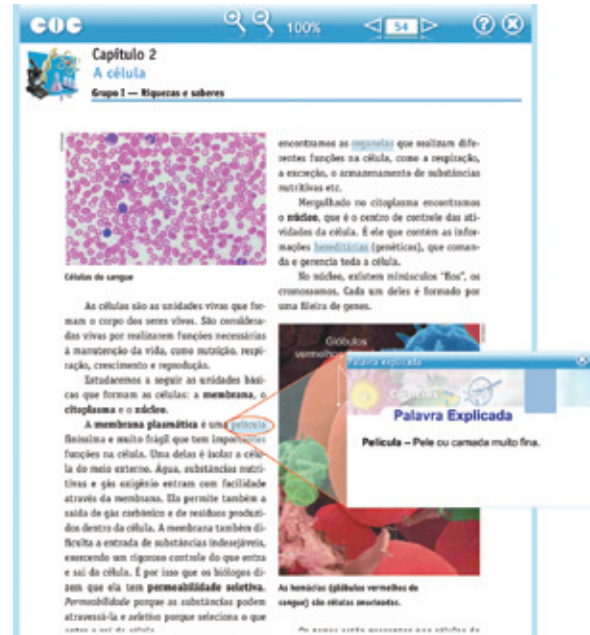 COC
100%
54
?
Capítulo 2
A célula
Grupo I — Riquezas e saberes
Células do sangue
As células são as unidades vivas que for-
mam o corpo dos seres vivos. São considera-
das vivas por realizarem funções necessárias
à manutenção da vida, como nutrição, respi-
ração, crescimento e reprodução.
Estudaremos a seguir as unidades bási-
cas que formam as células: a membrana, o
citoplasma e o núcleo.
A membrana plasmática é uma película
finíssima e muito frágil que tem importantes
funções na célula. Uma delas é isolar a célu-
la do meio externo. Água, substâncias nutri-
tivas e gás oxigênio entram com facilidade
através da membrana. Ela permite também a
saída de gás carbônico e de resíduos produzi-
dos dentro da célula. A membrana também di-
ficulta a entrada de substâncias indesejáveis,
exercendo um rigoroso controle do que entra
e sai da célula. É por isso que os biólogos di-
zem que ela tem permeabilidade seletiva.
Permeabilidade porque as substâncias podem
atravessá-la e seletiva porque seleciona o que
entra e sai da célula.
encontramos as organelas que realizam dife-
rentes funções na célula, como a respiração,
a excreção, o armazenamento de substâncias
nutritivas etc.
Mergulhado no citoplasma encontramos
o núcleo, que é o centro de controle das ati-
vidades da célula. É ele que contém as infor-
mações hereditárias (genéticas), que coman-
da e gerencia toda a célula.
No núcleo, existem minúsculos "fios", os
cromossomos. Cada um deles é formado por
uma fileira de genes.
Glóbulos
vermelhos
Palavra explicada
Ciências
Palavra Explicada
Película – Pele ou camada muito fina.
As hemácias (glóbulos vermelhos do
sangue) são células anucleadas.